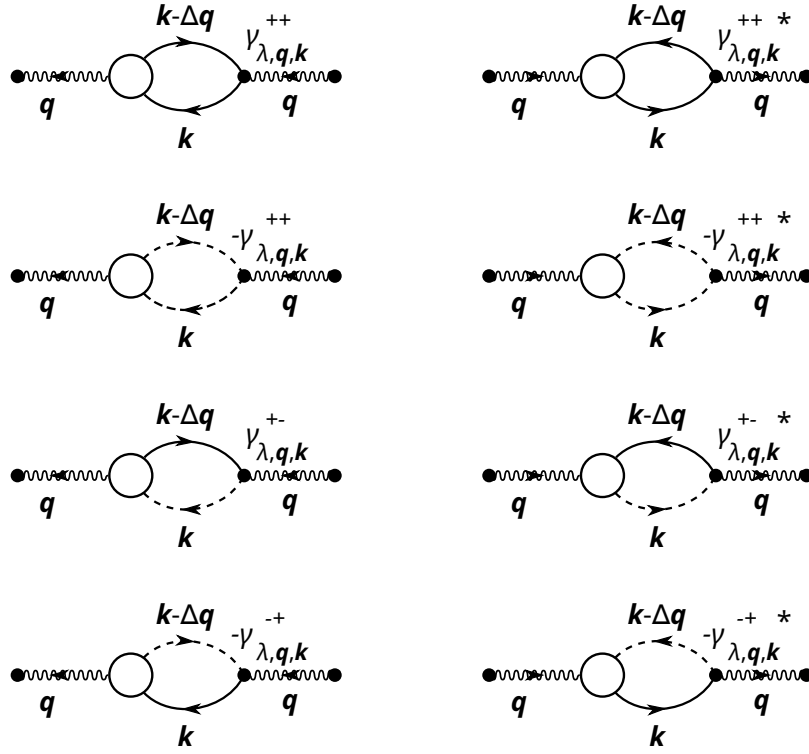 k-Δq γ++λ,q,k
q q
k
k-Δq γ++*λ,q,k
q q
k
k-Δq -γ++λ,q,k
q q
k
k-Δq -γ++*λ,q,k
q q
k
k-Δq γ+-λ,q,k
q q
k
k-Δq γ+-*λ,q,k
q q
k
k-Δq -γ-+λ,q,k
q q
k
k-Δq -γ-+*λ,q,k
q q
k